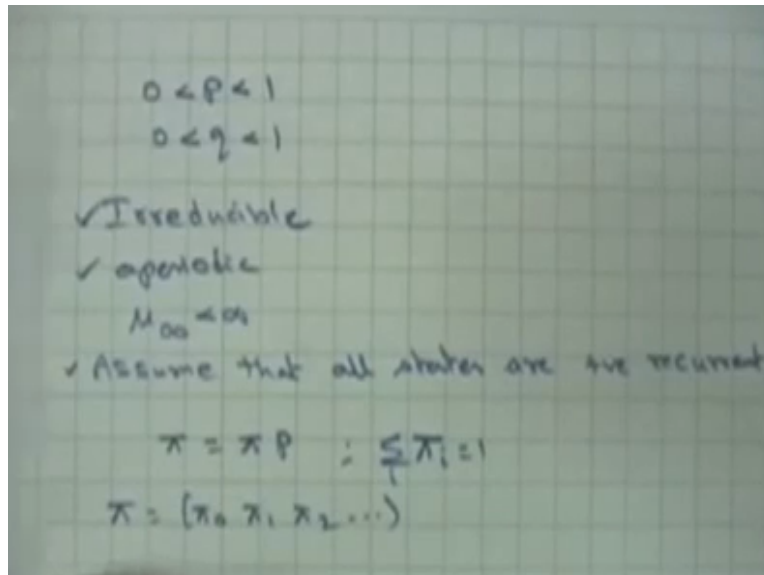 0 < p < 1
0 < q < 1
✓ Irreducible
✓ aperiodic
μ₀₀ < ∞
✓ Assume that all states are +ve recurrent
π = πP ; Σᵢ πᵢ = 1
π = (π₀ π₁ π₂ ...)